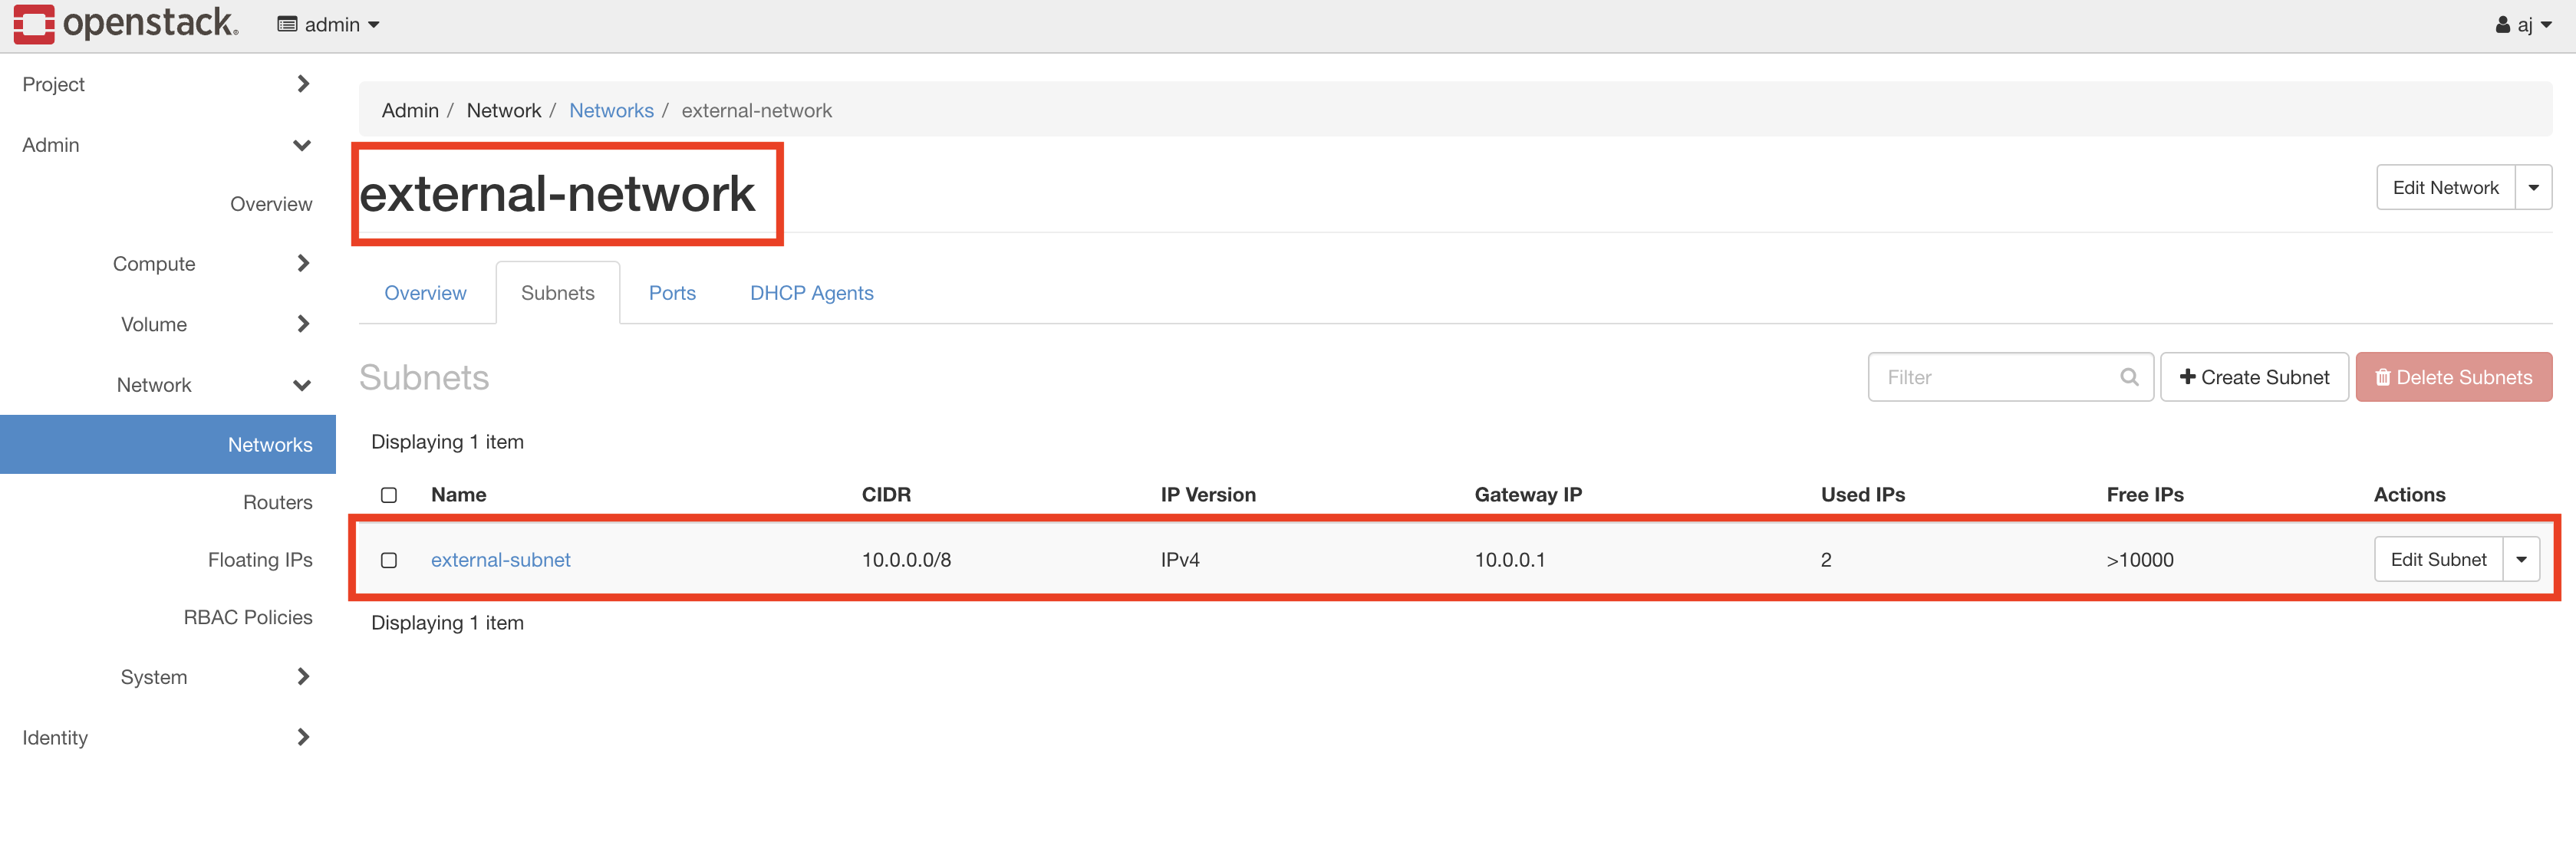 openstack.
admin
aj
Project
Admin
Overview
Compute
Volume
Network
Networks
Routers
Floating IPs
RBAC Policies
System
Identity
Admin / Network / Networks / external-network
external-network
Edit Network
Overview Subnets Ports DHCP Agents
Subnets
Filter
+ Create Subnet
Delete Subnets
Displaying 1 item
Name CIDR IP Version Gateway IP Used IPs Free IPs Actions
external-subnet 10.0.0.0/8 IPv4 10.0.0.1 2 >10000 Edit Subnet
Displaying 1 item